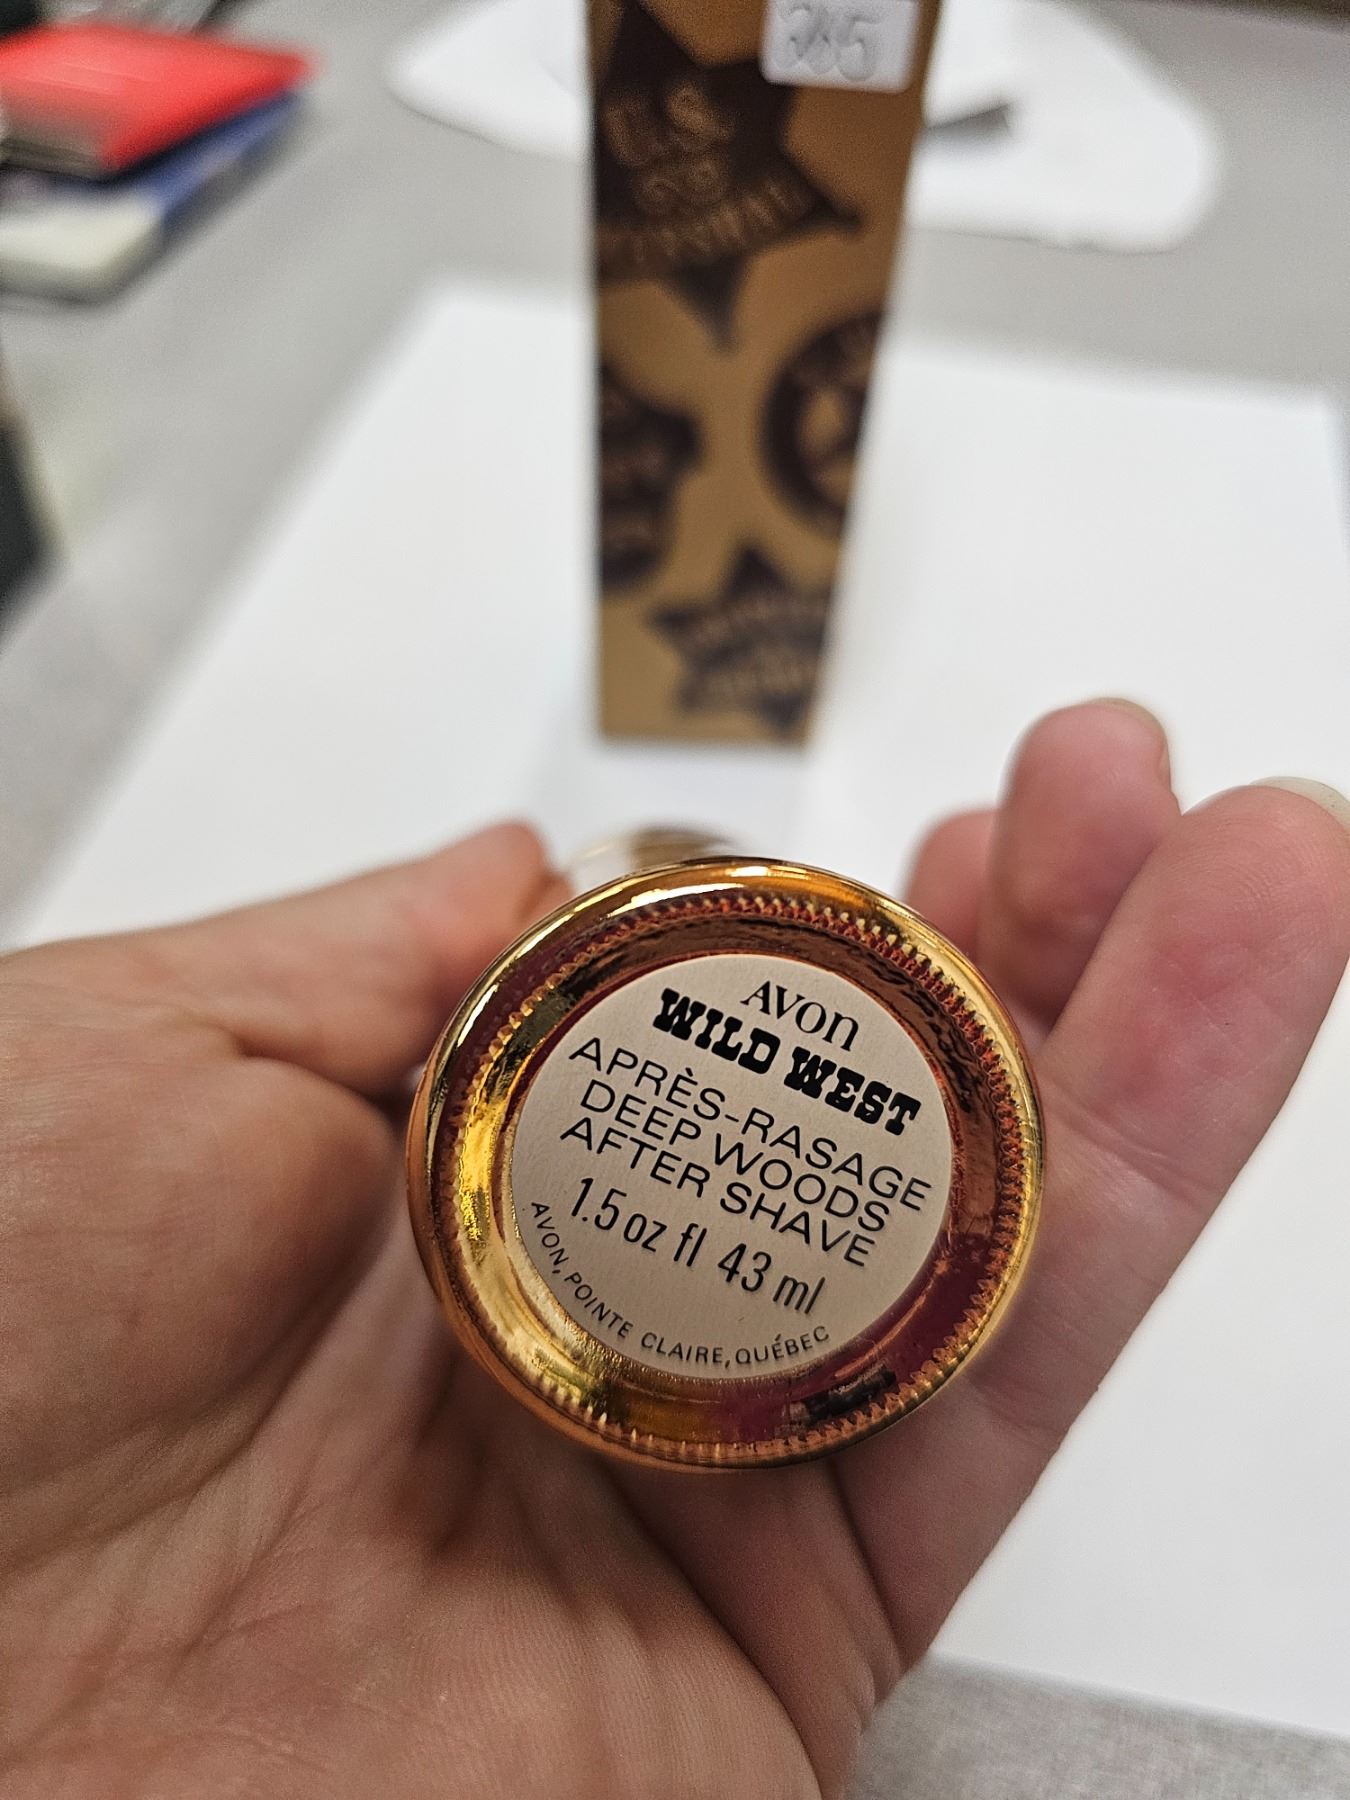 285
U.S.
AVON
WILD WEST
APRÈS-RASAGE
DEEP WOODS
AFTER SHAVE
1.5 oz fl 43 ml
AVON, POINTE CLAIRE, QUÉBEC